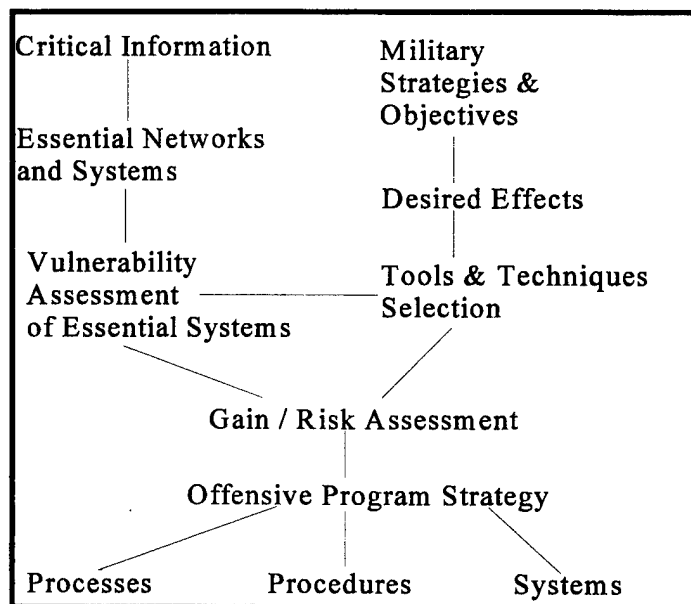 Critical Information
Military
Strategies &
Objectives
Essential Networks
and Systems
Desired Effects
Vulnerability
Assessment
of Essential Systems
Tools & Techniques
Selection
Gain / Risk Assessment
Offensive Program Strategy
Processes
Procedures
Systems